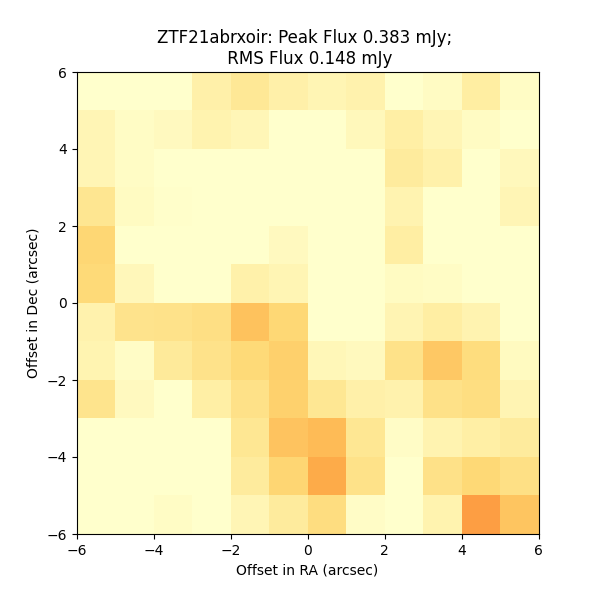 ZTF21abrxoir: Peak Flux 0.383 mJy;
RMS Flux 0.148 mJy
6
4
2
0
−2
−4
−6
Offset in Dec (arcsec)
−6 −4 −2 0 2 4 6
Offset in RA (arcsec)